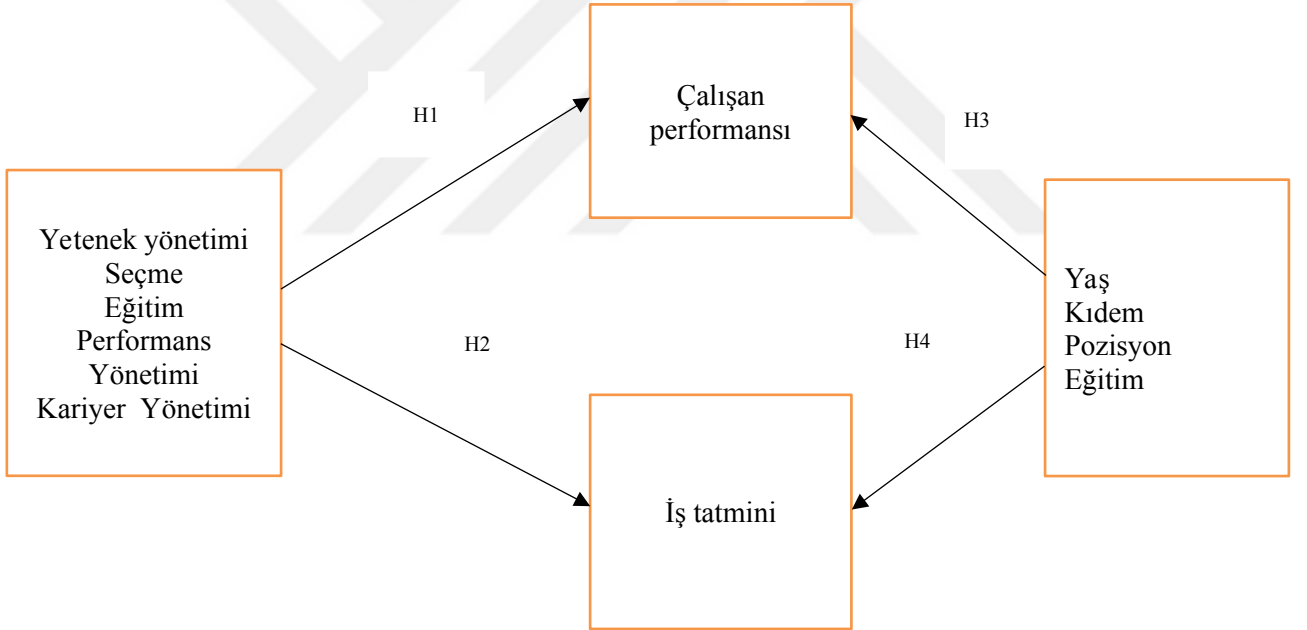 Çalışan
performansı
H1
H3
Yetenek yönetimi
Seçme
Eğitim
Performans
Yönetimi
Kariyer Yönetimi
Yaş
Kıdem
Pozisyon
Eğitim
H2
H4
İş tatmini